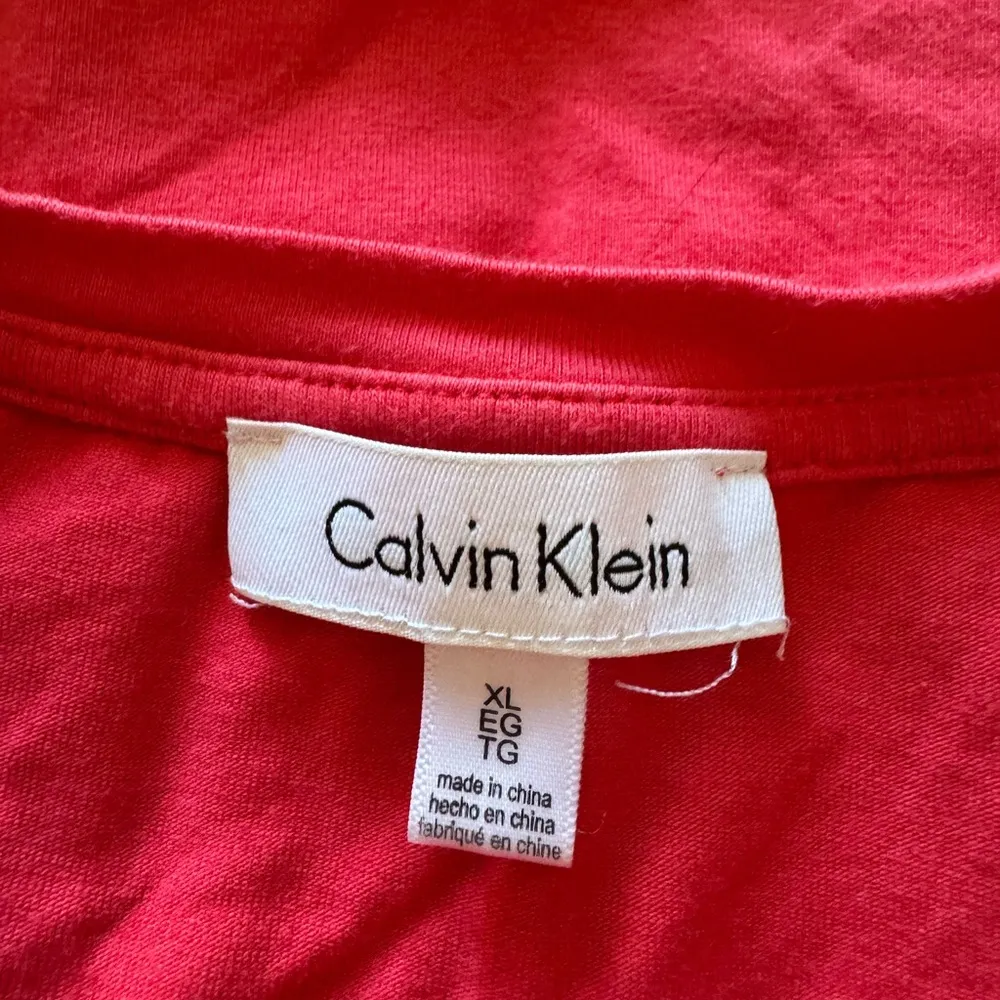 Calvin Klein
XL
EG
TG
made in china
hecho en china
fabriqué en chine